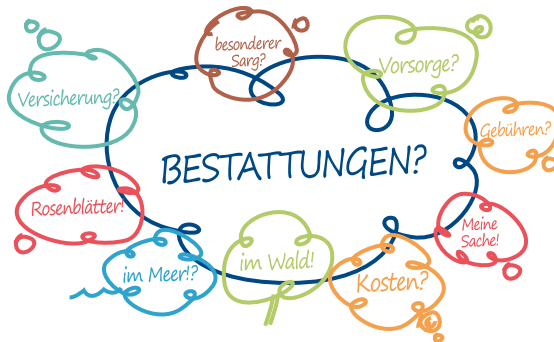 besonderer
Sarg?
Vorsorge?
Versicherung?
Gebühren?
BESTATTUNGEN?
Rosenblätter!
Meine
Sache!
im Meer!?
im Wald!
Kosten?
€